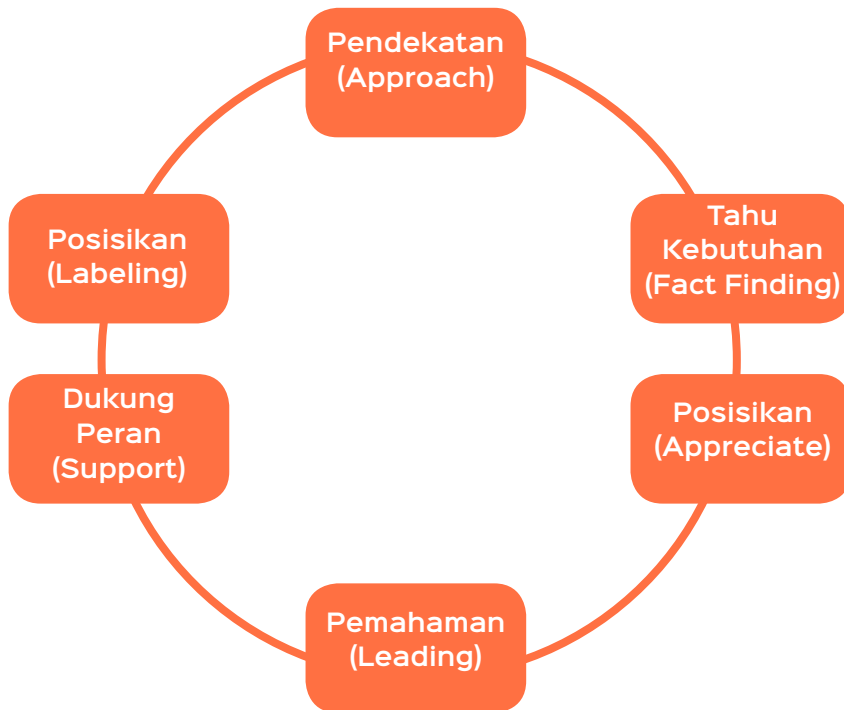 Pendekatan
(Approach)
Tahu
Kebutuhan
(Fact Finding)
Posisikan
(Appreciate)
Pemahaman
(Leading)
Dukung
Peran
(Support)
Posisikan
(Labeling)